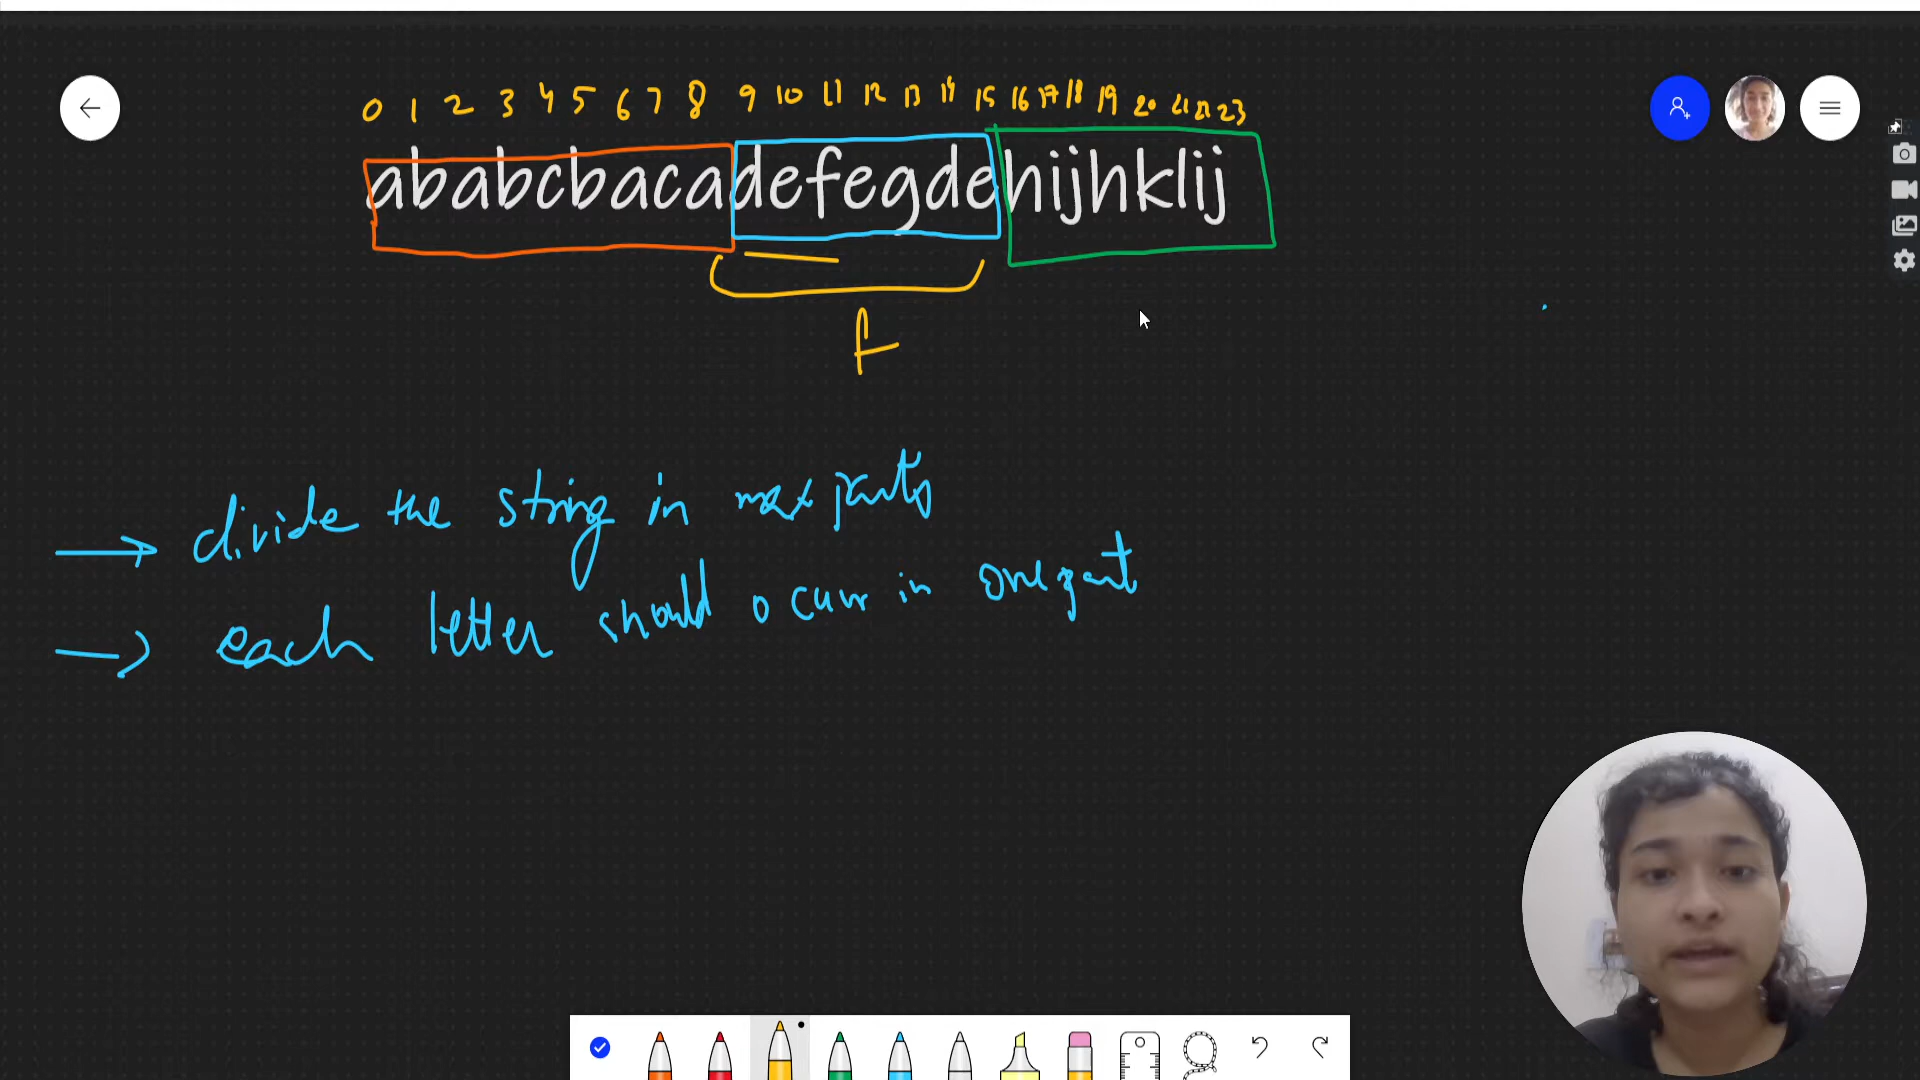 0 1 2 3 4 5 6 7 8 9 10 11 12 13 14 15 16 17 18 19 20 21 22 23
ababcbacadefegdehijhklij
f
→ divide the string in max parts
→ each letter should occur in one part